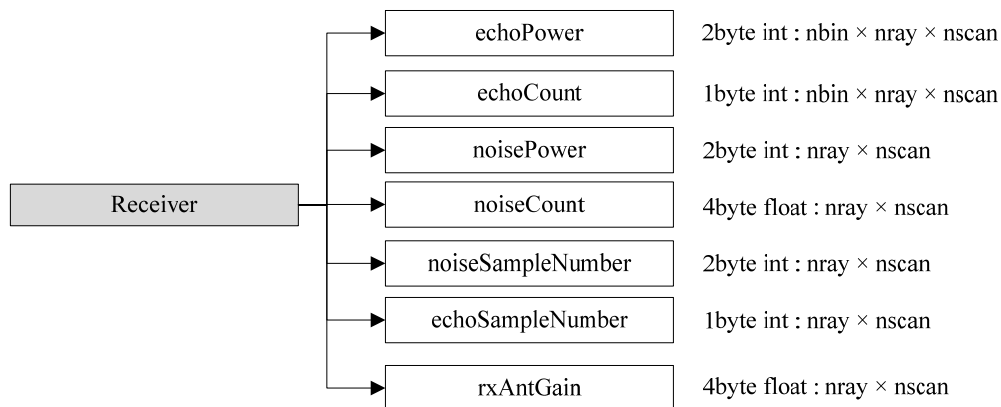 echoPower 2byte int : nbin × nray × nscan
echoCount 1byte int : nbin × nray × nscan
noisePower 2byte int : nray × nscan
Receiver noiseCount 4byte float : nray × nscan
noiseSampleNumber 2byte int : nray × nscan
echoSampleNumber 1byte int : nray × nscan
rxAntGain 4byte float : nray × nscan